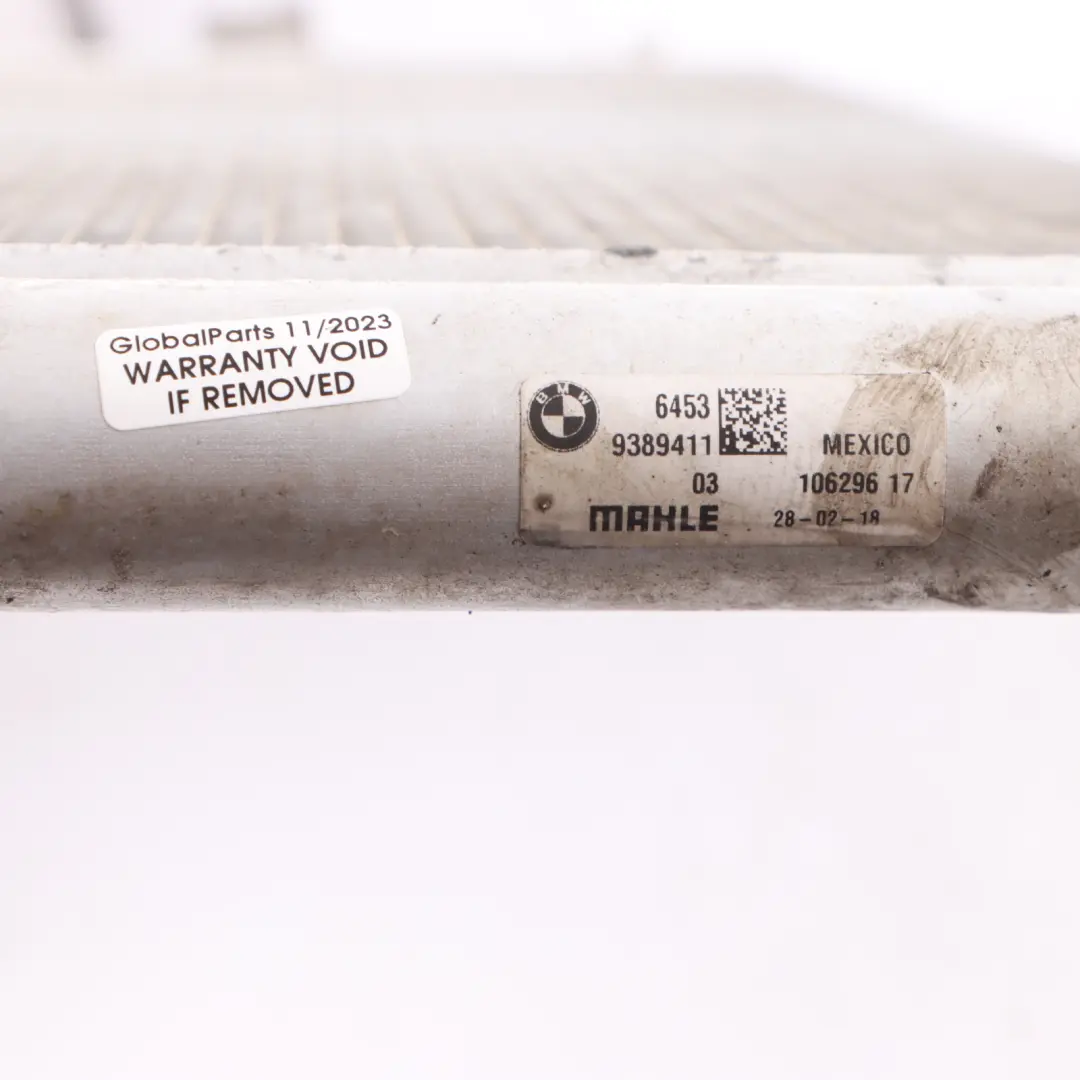 GlobalParts 11/2023
WARRANTY VOID
IF REMOVED
BMW
6453
9389411
MEXICO
03
106296 17
MAHLE
28-02-18